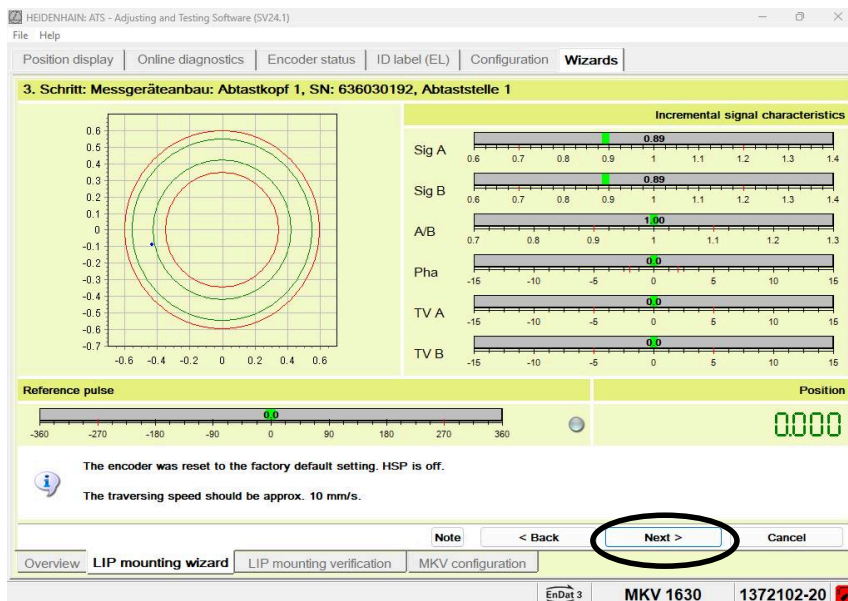 HEIDENHAIN: ATS - Adjusting and Testing Software (SV24.1)
File Help
Position display Online diagnostics Encoder status ID label (EL) Configuration Wizards
3. Schritt: Messgeräteanbau: Abtastkopf 1, SN: 636030192, Abtaststelle 1
Incremental signal characteristics
0.6
0.5
0.4
0.3
0.2
0.1
0
-0.1
-0.2
-0.3
-0.4
-0.5
-0.6
-0.7
-0.6 -0.4 -0.2 0 0.2 0.4 0.6
Sig A
0.89
0.6 0.7 0.8 0.9 1 1.1 1.2 1.3 1.4
Sig B
0.89
0.6 0.7 0.8 0.9 1 1.1 1.2 1.3 1.4
A/B
1.00
0.7 0.8 0.9 1 1.1 1.2 1.3
Pha
0.0
-15 -10 -5 0 5 10 15
TV A
0.0
-15 -10 -5 0 5 10 15
TV B
0.0
-15 -10 -5 0 5 10 15
Reference pulse
0.0
-360 -270 -180 -90 0 90 180 270 360
Position
0.000
The encoder was reset to the factory default setting. HSP is off.
The traversing speed should be approx. 10 mm/s.
Note < Back Next > Cancel
Overview LIP mounting wizard LIP mounting verification MKV configuration
EnDat 3 MKV 1630 1372102-20